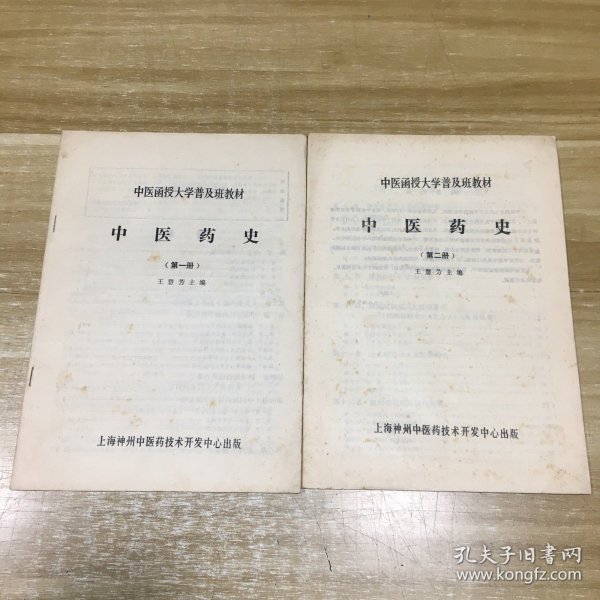 中医函授大学普及班教材
中医药史
（第一册）
王慧芳主编
上海神州中医药技术开发中心出版
中医函授大学普及班教材
中医药史
（第二册）
王慧芳主编
上海神州中医药技术开发中心出版
孔夫子旧书网
www.kongfz.com